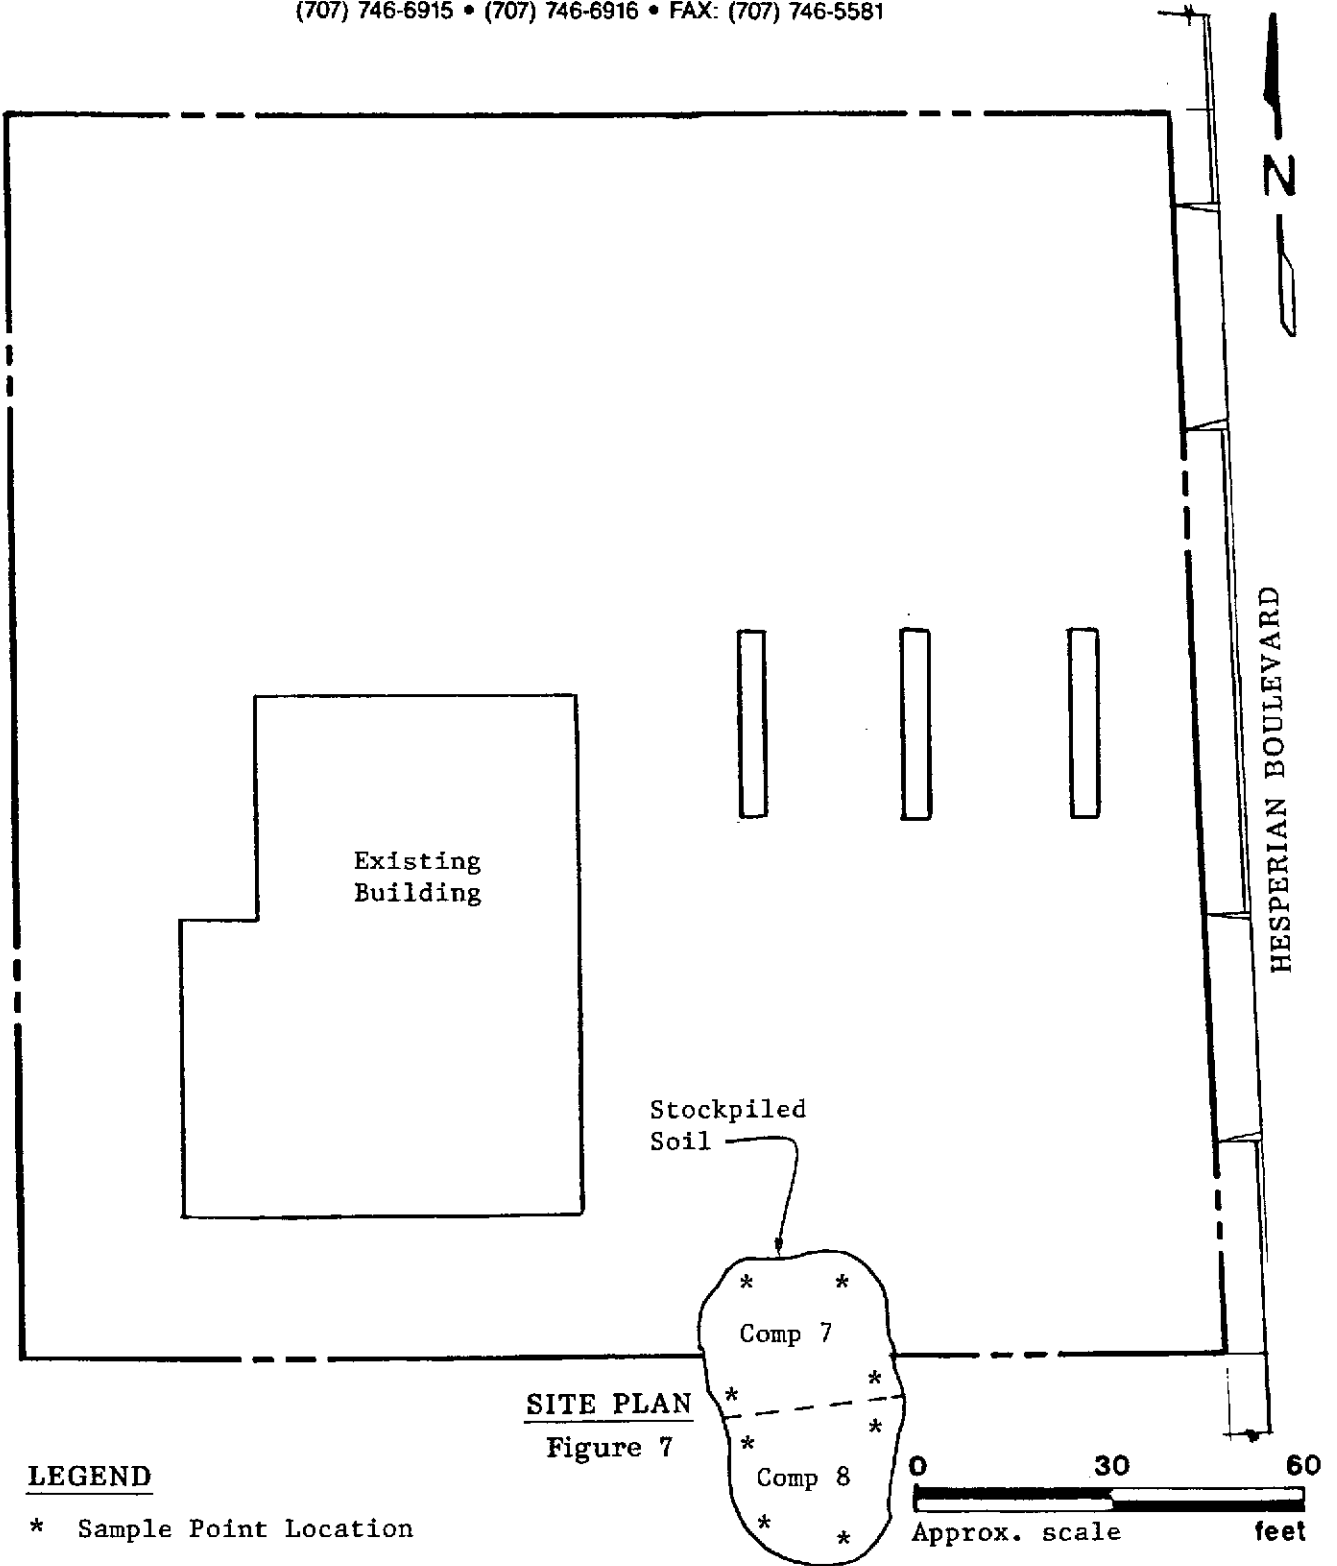 (707) 746-6915 • (707) 746-6916 • FAX: (707) 746-5581
N
HESPERIAN BOULEVARD
Existing
Building
Stockpiled
Soil
* *
Comp 7
* *
* *
Comp 8
* *
SITE PLAN
Figure 7
LEGEND
* Sample Point Location
0 30 60
Approx. scale feet